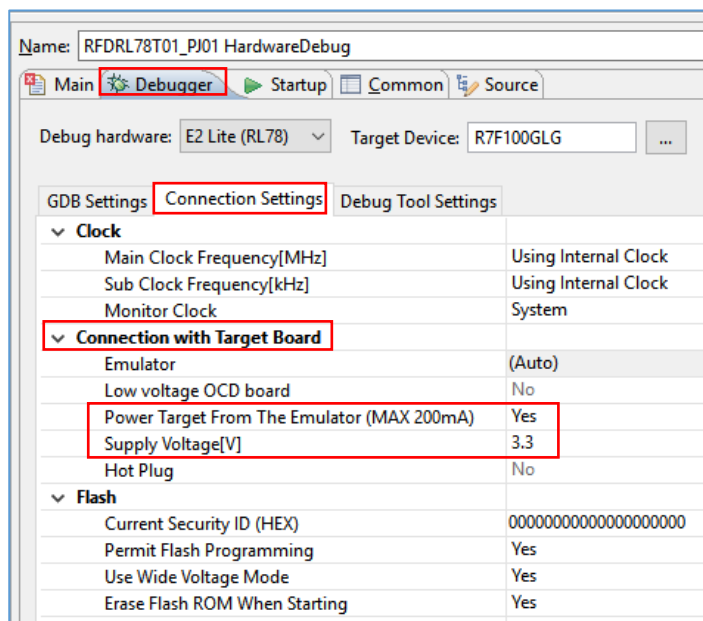 Name: RFDRL78T01_PJ01 HardwareDebug
Main Debugger Startup Common Source
Debug hardware: E2 Lite (RL78) Target Device: R7F100GLG ...
GDB Settings Connection Settings Debug Tool Settings
Clock
Main Clock Frequency[MHz] Using Internal Clock
Sub Clock Frequency[kHz] Using Internal Clock
Monitor Clock System
Connection with Target Board
Emulator (Auto)
Low voltage OCD board No
Power Target From The Emulator (MAX 200mA) Yes
Supply Voltage[V] 3.3
Hot Plug No
Flash
Current Security ID (HEX) 00000000000000000000
Permit Flash Programming Yes
Use Wide Voltage Mode Yes
Erase Flash ROM When Starting Yes